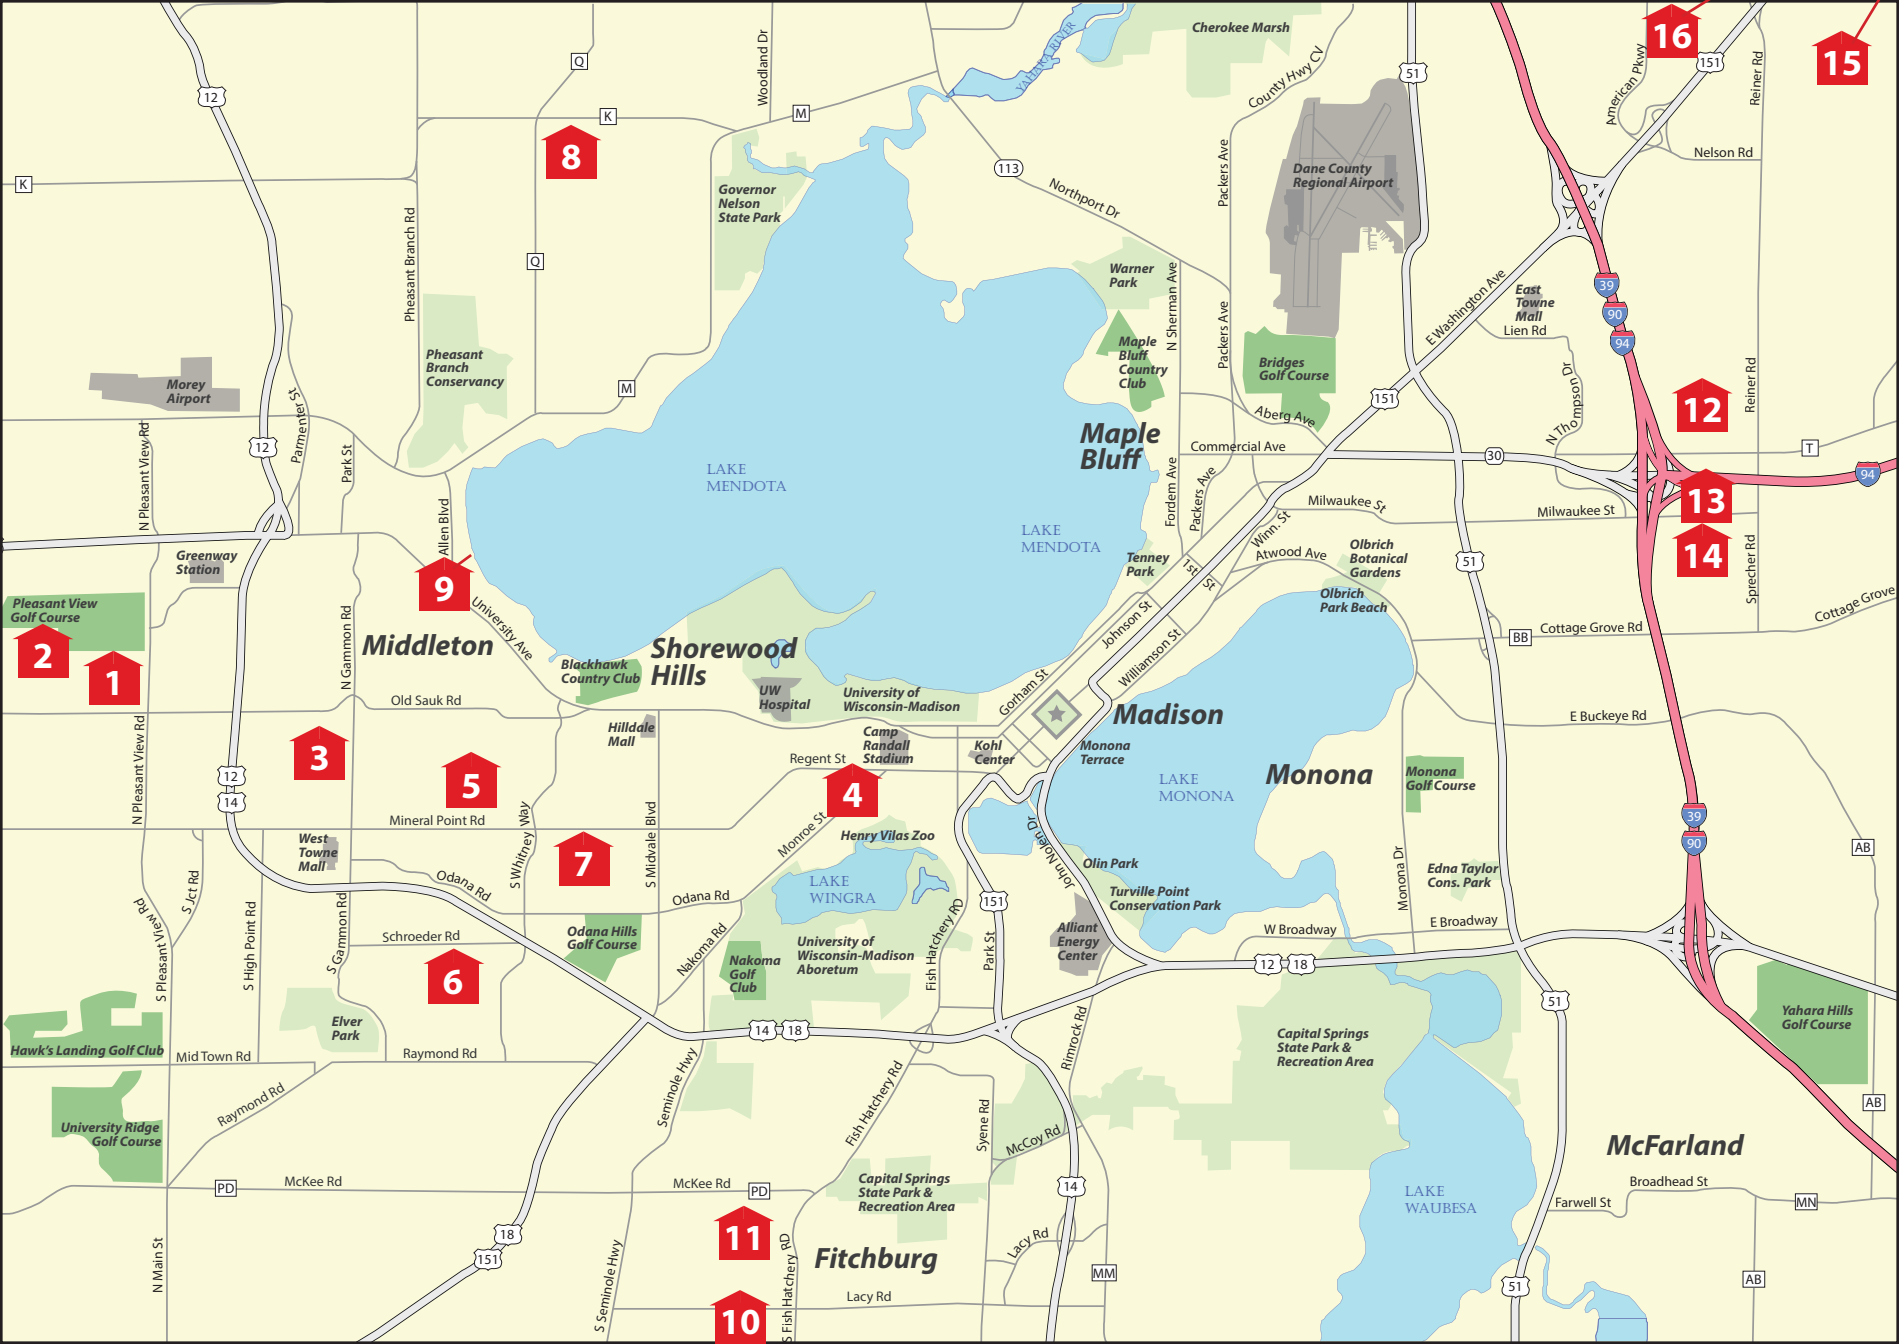 12
Q
Woodland Dr
K
M
8
K
Pheasant Branch Rd
Q
Governor
Nelson
State Park
YAHARA RIVER
Cherokee Marsh
County Hwy CV
51
113
Northport Dr
Packers Ave
Dane County
Regional Airport
16
15
American Pkwy
151
Reiner Rd
Nelson Rd
Warner
Park
N Sherman Ave
Packers Ave
Maple
Bluff
Country
Club
Bridges
Golf Course
E Washington Ave
East
Towne
Mall
Lien Rd
39
90
94
N Thompson Dr
Reiner Rd
12
Morey
Airport
Pheasant
Branch
Conservancy
M
Parmenter St
12
N Pleasant View Rd
Park St
LAKE
MENDOTA
LAKE
MENDOTA
Maple
Bluff
151
Aberg Ave
Commercial Ave
30
T
94
13
14
Fordem Ave
Packers Ave
Milwaukee St
Milwaukee St
Winn. St
Atwood Ave
1st St
Tenney
Park
Olbrich
Botanical
Gardens
Olbrich
Park Beach
51
Sprecher Rd
BB
Cottage Grove Rd
Cottage Grove
Allen Blvd
Greenway
Station
9
University Ave
Pleasant View
Golf Course
2
1
N Gammon Rd
Middleton
Shorewood
Hills
Blackhawk
Country Club
UW
Hospital
University of
Wisconsin-Madison
Johnson St
Williamson St
Gorham St
Madison
Old Sauk Rd
Hilldale
Mall
Camp
Randall
Stadium
Kohl
Center
Monona
Terrace
LAKE
MONONA
Monona
Monona
Golf Course
E Buckeye Rd
N Pleasant View Rd
12
14
3
5
Regent St
4
Mineral Point Rd
S Whitney Way
S Midvale Blvd
Monroe St
Henry Vilas Zoo
John Nolen Dr
39
90
AB
West
Towne
Mall
7
Odana Rd
Odana Rd
LAKE
WINGRA
Olin Park
Turville Point
Conservation Park
Monona Dr
Edna Taylor
Cons. Park
S Jct Rd
S Pleasant View Rd
S High Point Rd
S Gammon Rd
Schroeder Rd
6
Odana Hills
Golf Course
Nakoma Rd
Nakoma
Golf
Club
University of
Wisconsin-Madison
Aboretum
Fish Hatchery RD
151
Park St
Alliant
Energy
Center
W Broadway
E Broadway
12
18
51
Elver
Park
Hawk's Landing Golf Club
Mid Town Rd
Raymond Rd
Raymond Rd
14
18
Seminole Hwy
Fish Hatchery Rd
Rimrock Rd
Capital Springs
State Park &
Recreation Area
Yahara Hills
Golf Course
AB
University Ridge
Golf Course
Syene Rd
McCoy Rd
McFarland
PD
McKee Rd
McKee Rd
PD
Capital Springs
State Park &
Recreation Area
14
LAKE
WAUBESA
Farwell St
Broadhead St
MN
N Main St
18
151
11
Fitchburg
Lacy Rd
MM
51
AB
S Seminole Hwy
10
S Fish Hatchery RD
Lacy Rd